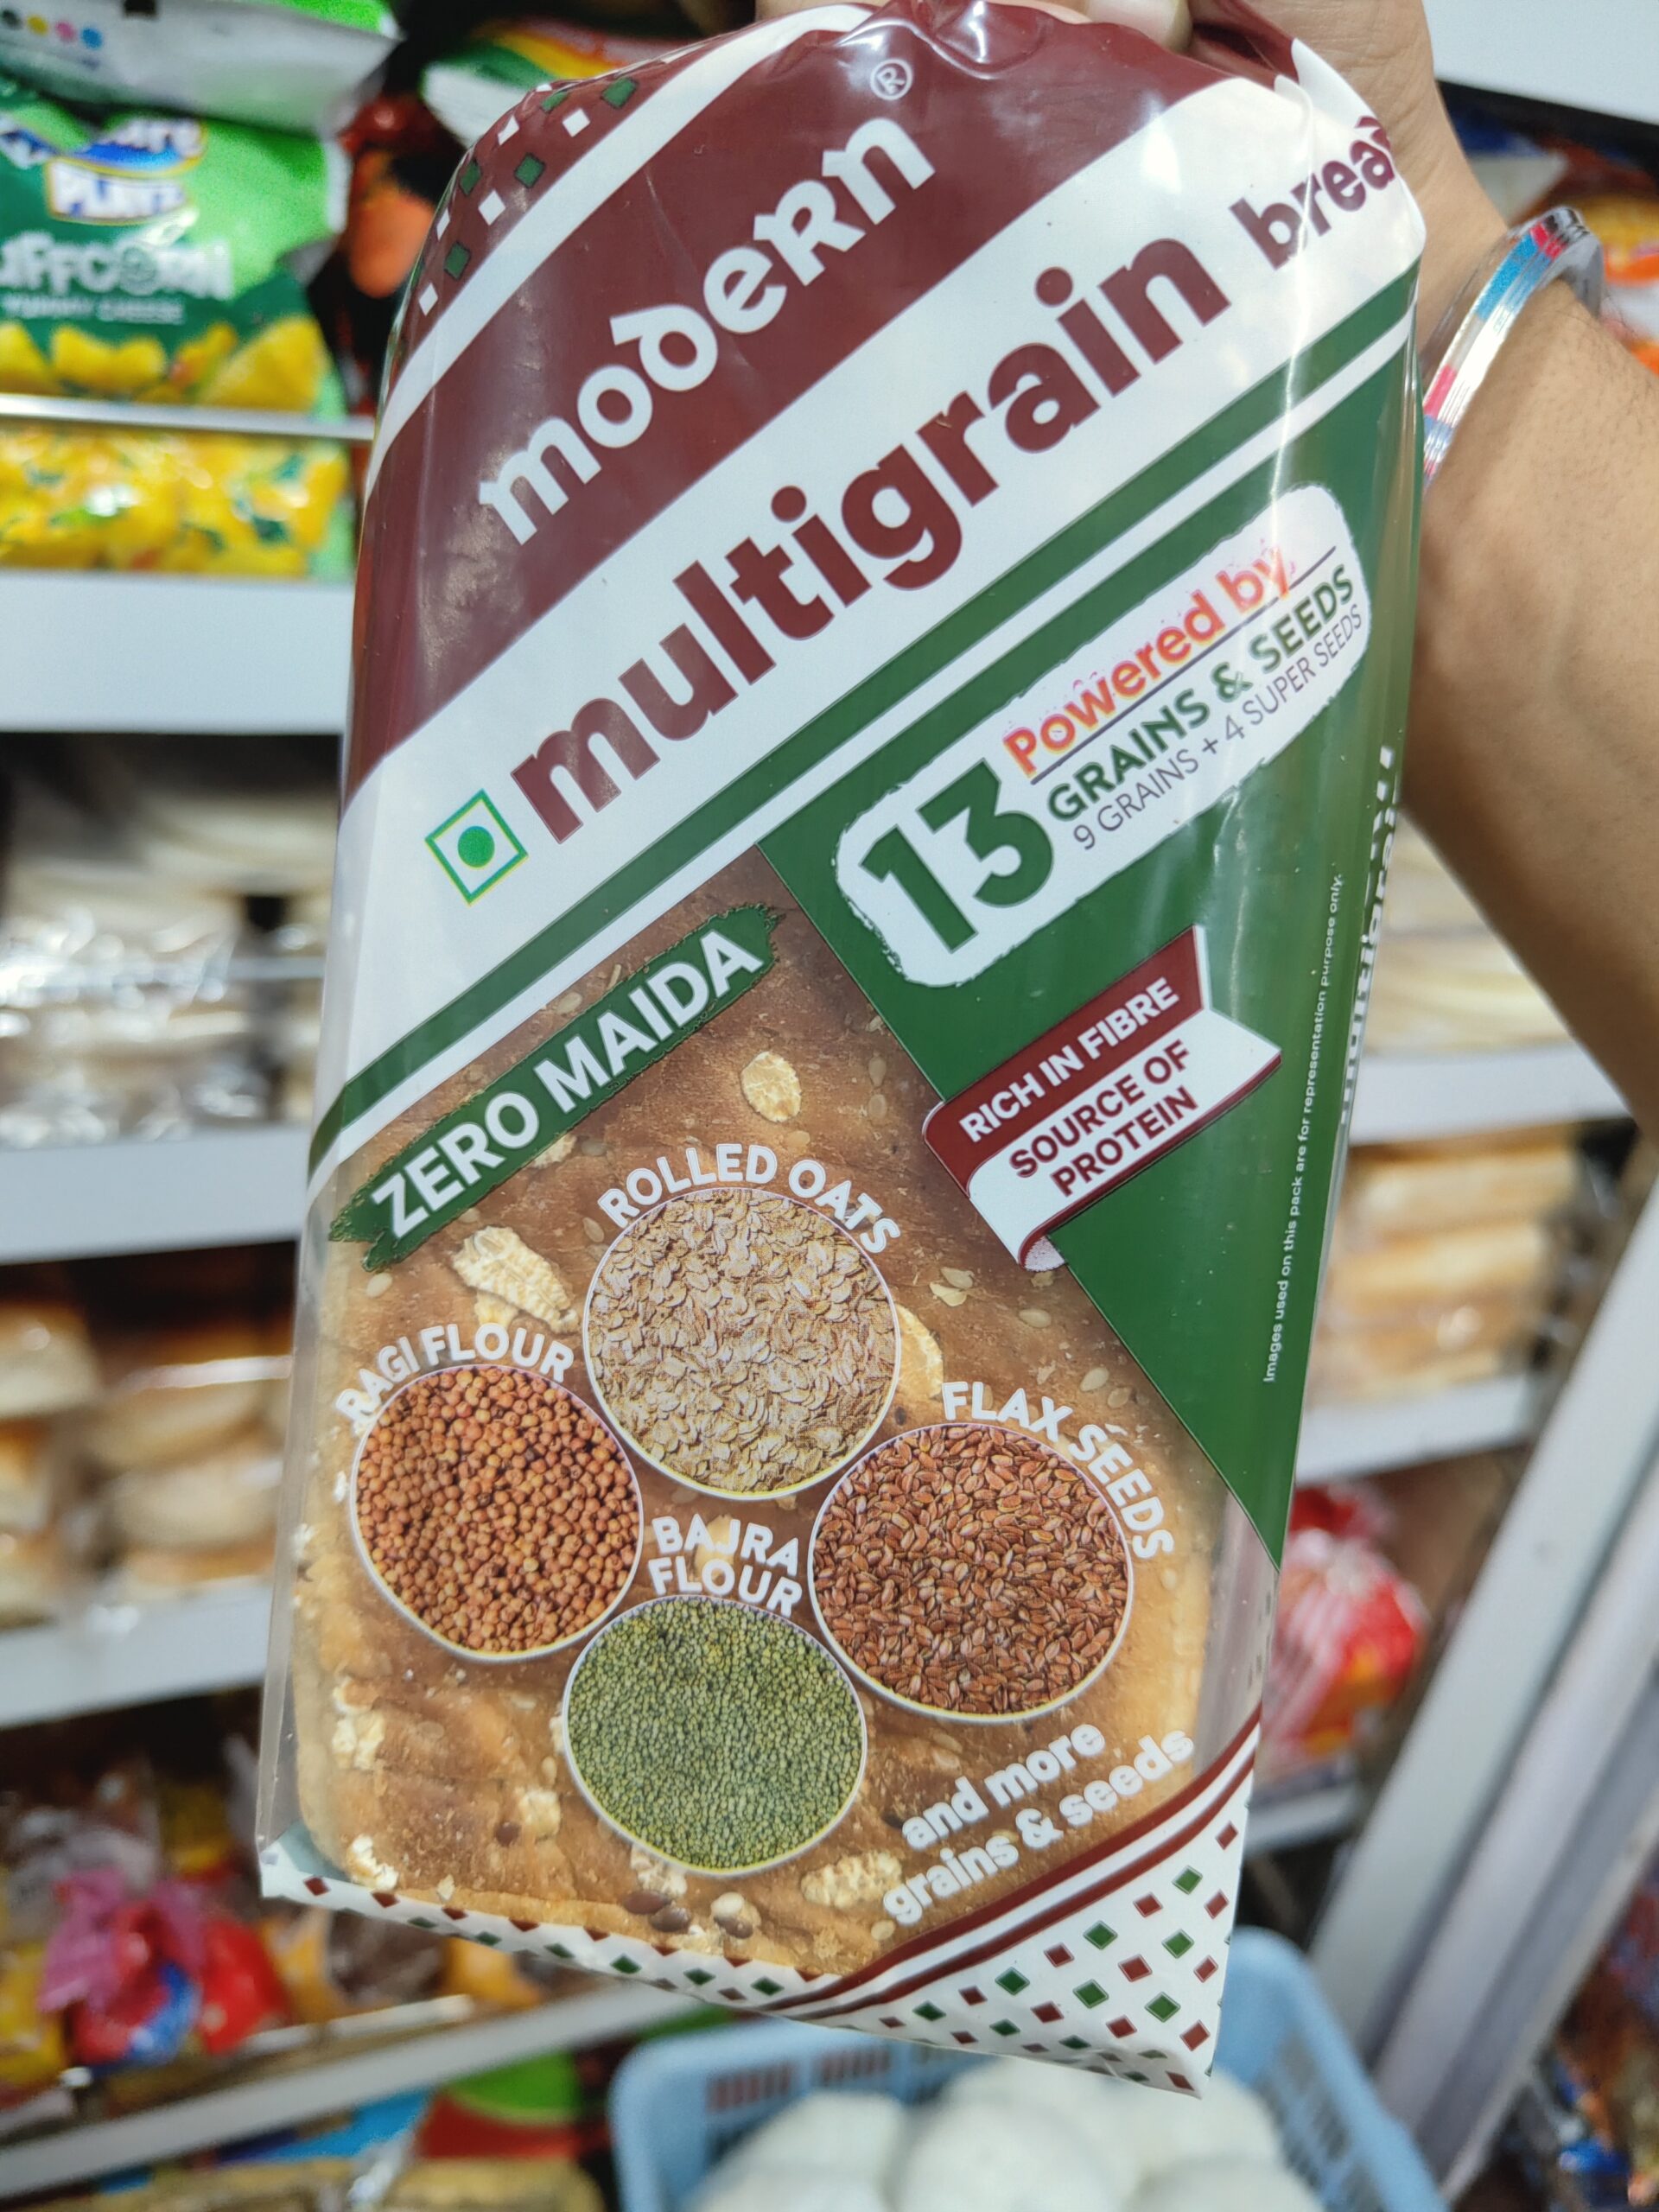 modern®
multigrain brea
Powered by
13 GRAINS & SEEDS
9 GRAINS + 4 SUPER SEEDS
ZERO MAIDA
RICH IN FIBRE
SOURCE OF
PROTEIN
ROLLED OATS
RAGI FLOUR
FLAX SEEDS
BAJRA
FLOUR
and more
grains & seeds
Images used on this pack are for representation purpose only.
YUMMY CHEESE